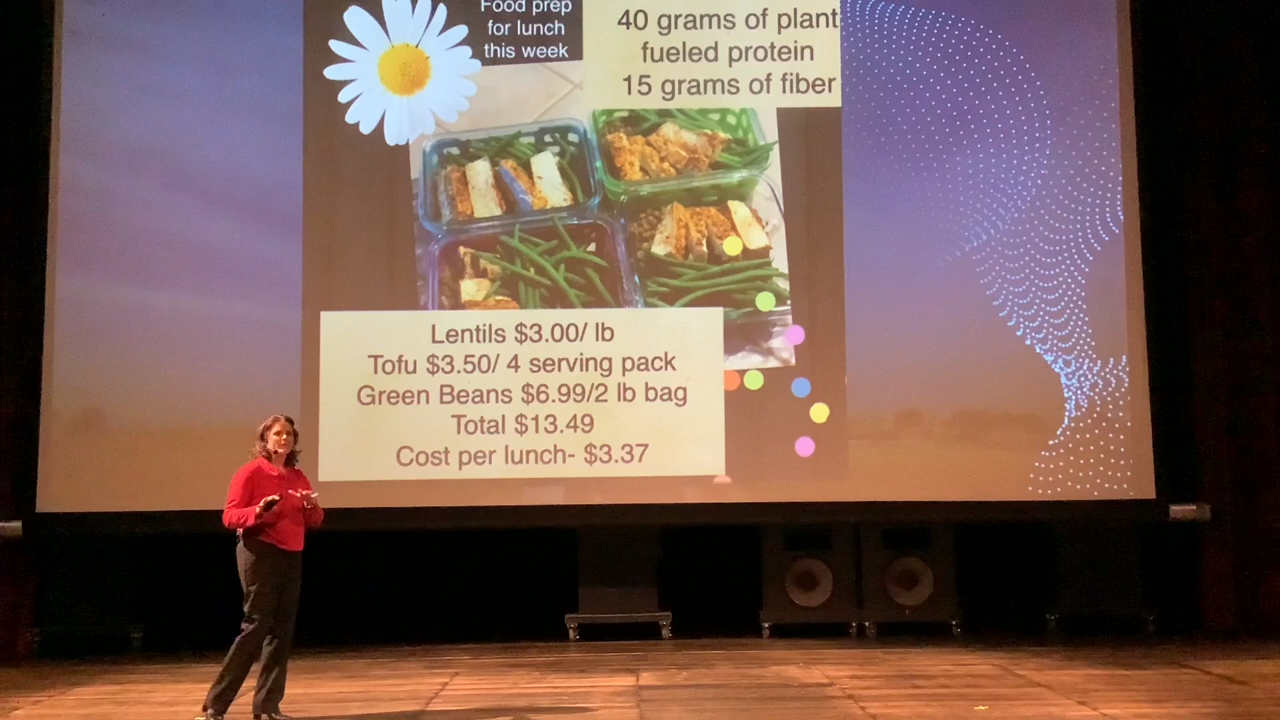 Food prep
for lunch
this week
40 grams of plant
fueled protein
15 grams of fiber
Lentils $3.00/ lb
Tofu $3.50/ 4 serving pack
Green Beans $6.99/2 lb bag
Total $13.49
Cost per lunch- $3.37